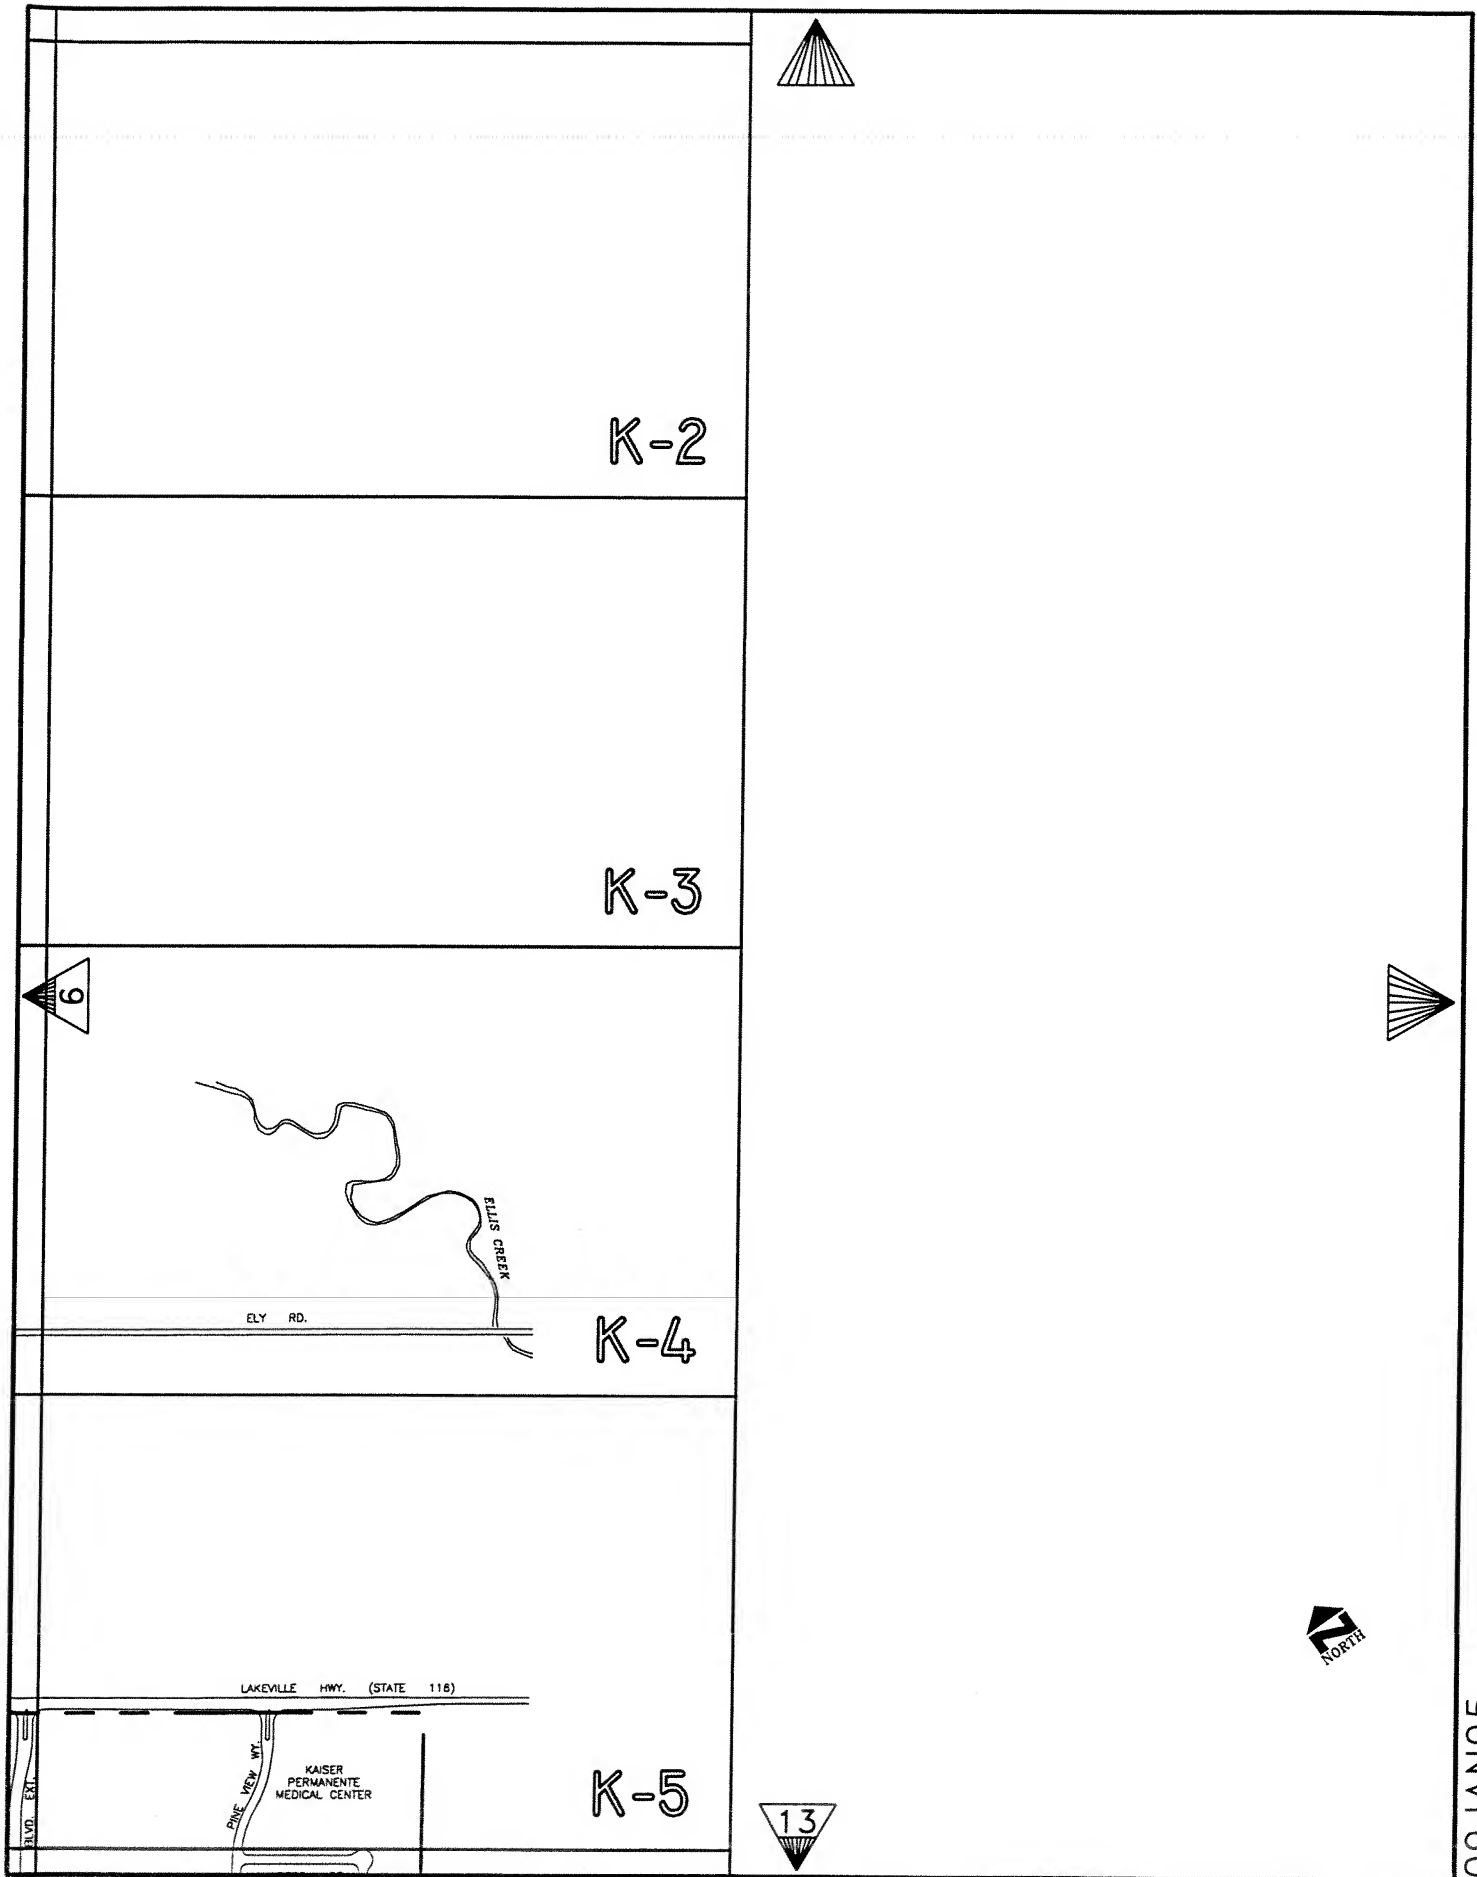 K-2
K-3
6
ELLIS CREEK
ELY RD.
K-4
NORTH
LAKEVILLE HWY. (STATE 116)
BLVD. EXT.
PINE VIEW WY.
KAISER
PERMANENTE
MEDICAL CENTER
K-5
13